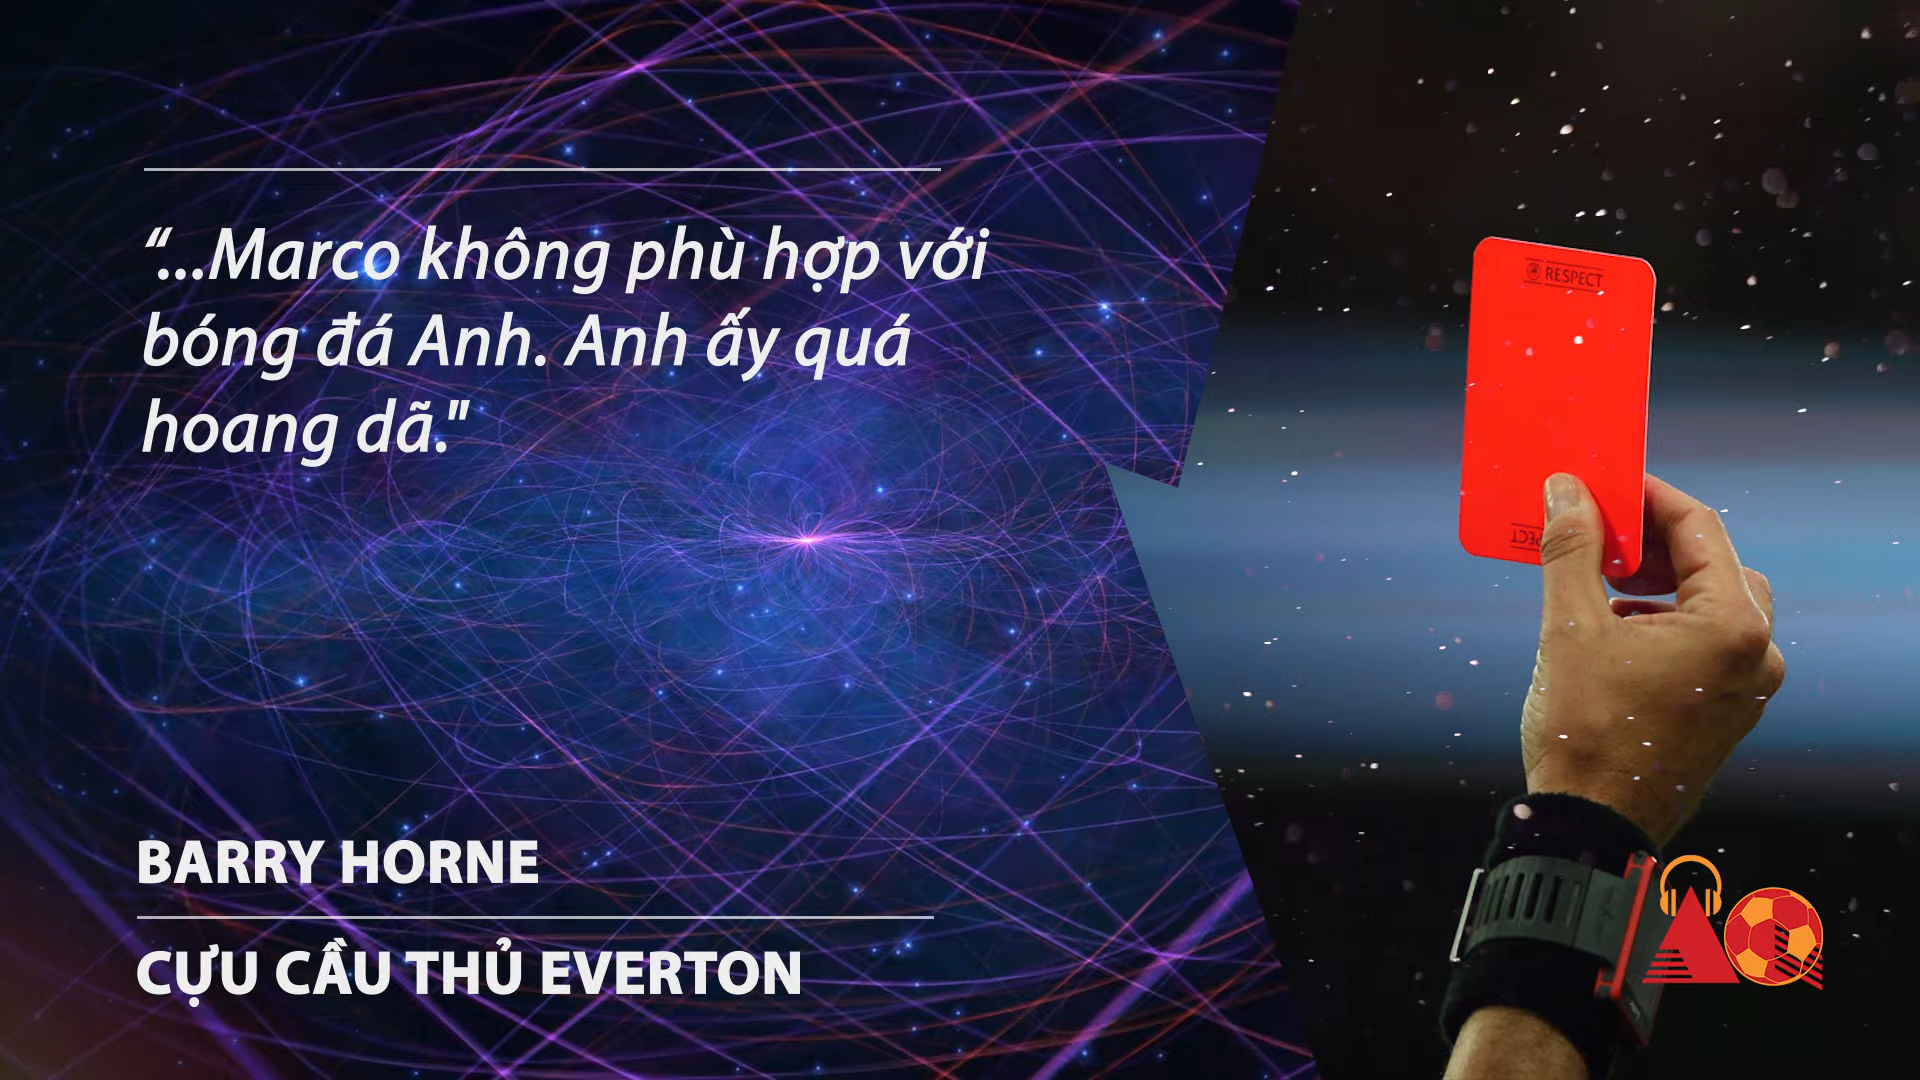 “...Marco không phù hợp với
bóng đá Anh. Anh ấy quá
hoang dã."
RESPECT
BARRY HORNE
CỰU CẦU THỦ EVERTON